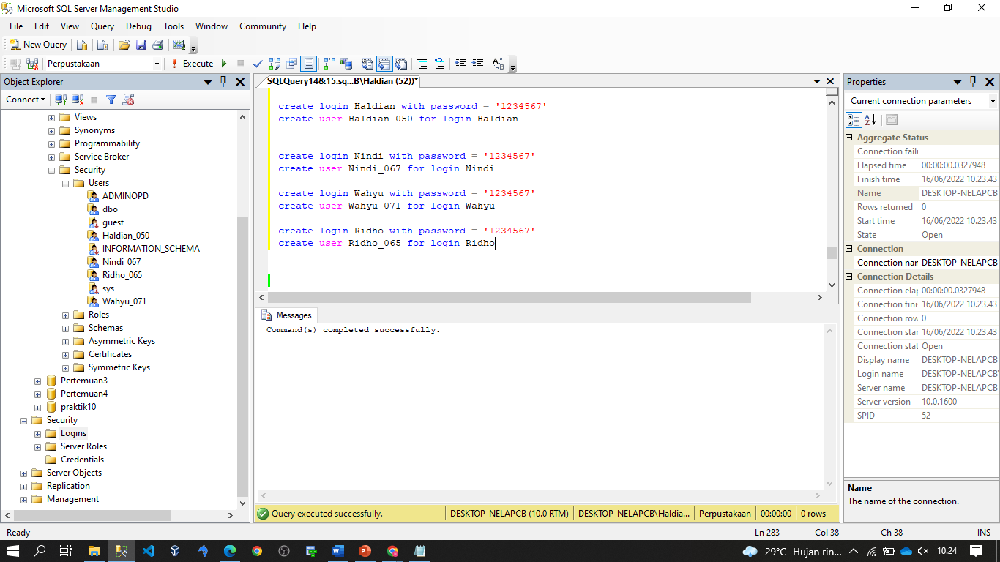 Microsoft SQL Server Management Studio
File Edit View Query Debug Tools Window Community Help
New Query
Perpustakaan Execute
Object Explorer
Connect
Views
Synonyms
Programmability
Service Broker
Security
Users
ADMINOPD
dbo
guest
Haldian_050
INFORMATION_SCHEMA
Nindi_067
Ridho_065
sys
Wahyu_071
Roles
Schemas
Asymmetric Keys
Certificates
Symmetric Keys
Pertemuan3
Pertemuan4
praktik10
Security
Logins
Server Roles
Credentials
Server Objects
Replication
Management
SQLQuery14&15.sq...B\Haldian (52))*
create login Haldian with password = '1234567'
create user Haldian_050 for login Haldian
create login Nindi with password = '1234567'
create user Nindi_067 for login Nindi
create login Wahyu with password = '1234567'
create user Wahyu_071 for login Wahyu
create login Ridho with password = '1234567'
create user Ridho_065 for login Ridho
Messages
Command(s) completed successfully.
Query executed successfully. DESKTOP-NELAPCB (10.0 RTM) DESKTOP-NELAPCB\Haldia... Perpustakaan 00:00:00 0 rows
Properties
Current connection parameters
Aggregate Status
Connection failu
Elapsed time 00:00:00.0327948
Finish time 16/06/2022 10.23.43
Name DESKTOP-NELAPCB
Rows returned 0
Start time 16/06/2022 10.23.43
State Open
Connection
Connection nar DESKTOP-NELAPCB
Connection Details
Connection elap 00:00:00.0327948
Connection fini 16/06/2022 10.23.43
Connection row 0
Connection star 16/06/2022 10.23.43
Connection stat Open
Display name DESKTOP-NELAPCB
Login name DESKTOP-NELAPCB\
Server name DESKTOP-NELAPCB
Server version 10.0.1600
SPID 52
Name
The name of the connection.
Ready Ln 283 Col 38 Ch 38 INS
29°C Hujan rin... 10.24